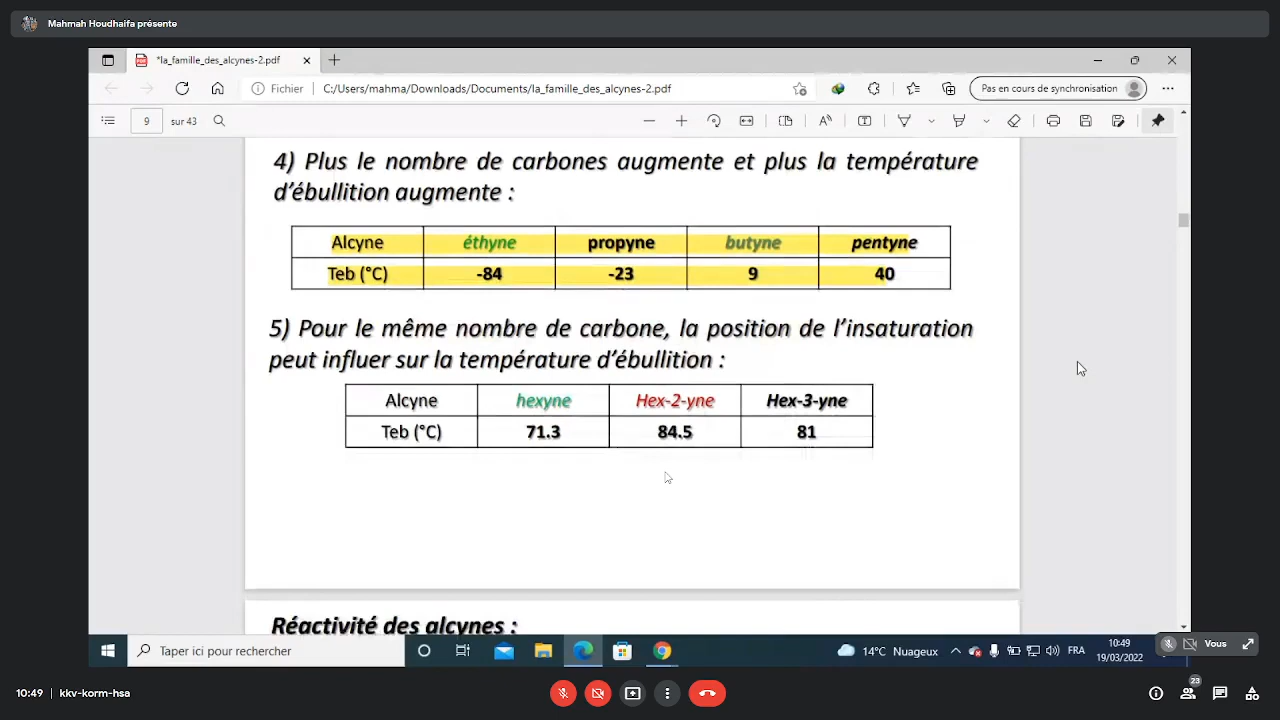 Mahmah Houdhaifa présente
*la_famille_des_alcynes-2.pdf
Fichier C:/Users/mahma/Downloads/Documents/la_famille_des_alcynes-2.pdf Pas en cours de synchronisation
9 sur 43
4) Plus le nombre de carbones augmente et plus la température
d’ébullition augmente :
Alcyne éthyne propyne butyne pentyne
Teb (°C) -84 -23 9 40
5) Pour le même nombre de carbone, la position de l’insaturation
peut influer sur la température d’ébullition :
Alcyne hexyne Hex-2-yne Hex-3-yne
Teb (°C) 71.3 84.5 81
Réactivité des alcynes :
Taper ici pour rechercher 14°C Nuageux FRA 10:49
19/03/2022
Vous
10:49 kkv-korm-hsa 23